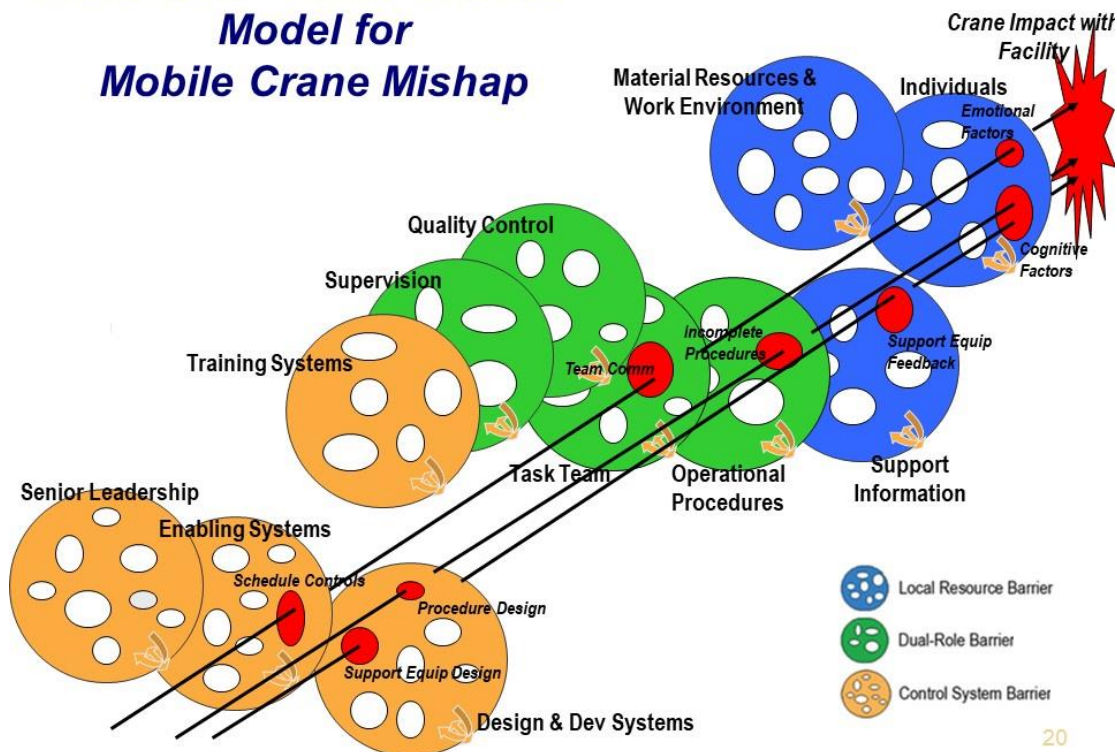 Model for
Mobile Crane Mishap
Crane Impact with
Facility
Material Resources &
Work Environment
Individuals
Emotional
Factors
Quality Control
Supervision
Cognitive
Factors
Training Systems
Incomplete
Procedures
Team Comm
Support Equip
Feedback
Task Team
Operational
Procedures
Support
Information
Senior Leadership
Enabling Systems
Schedule Controls
Procedure Design
Support Equip Design
Design & Dev Systems
Local Resource Barrier
Dual-Role Barrier
Control System Barrier
20